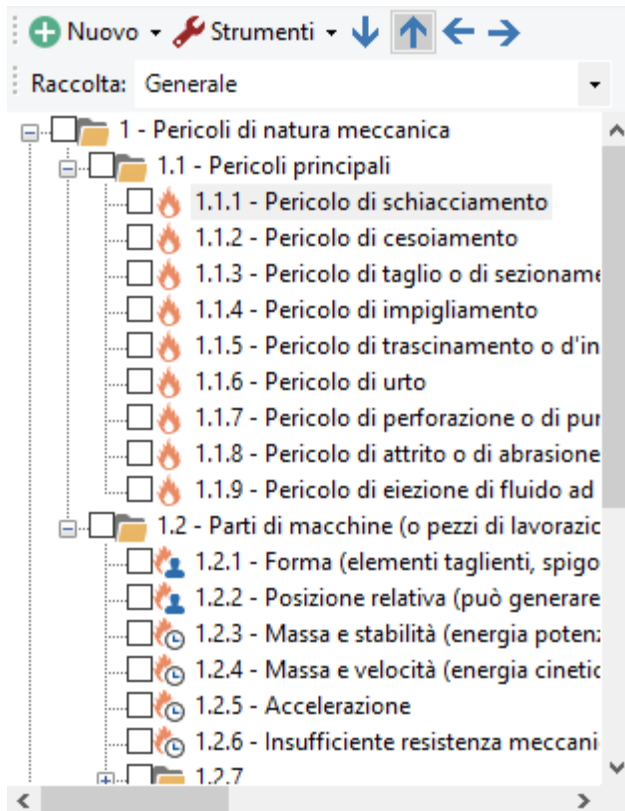 Nuovo Strumenti
Raccolta: Generale
1 - Pericoli di natura meccanica
1.1 - Pericoli principali
1.1.1 - Pericolo di schiacciamento
1.1.2 - Pericolo di cesoiamento
1.1.3 - Pericolo di taglio o di sezioname
1.1.4 - Pericolo di impigliamento
1.1.5 - Pericolo di trascinamento o d'in
1.1.6 - Pericolo di urto
1.1.7 - Pericolo di perforazione o di pun
1.1.8 - Pericolo di attrito o di abrasione
1.1.9 - Pericolo di eiezione di fluido ad
1.2 - Parti di macchine (o pezzi di lavorazic
1.2.1 - Forma (elementi taglienti, spigo
1.2.2 - Posizione relativa (può generare
1.2.3 - Massa e stabilità (energia poten
1.2.4 - Massa e velocità (energia cinetic
1.2.5 - Accelerazione
1.2.6 - Insufficiente resistenza meccani
1.2.7